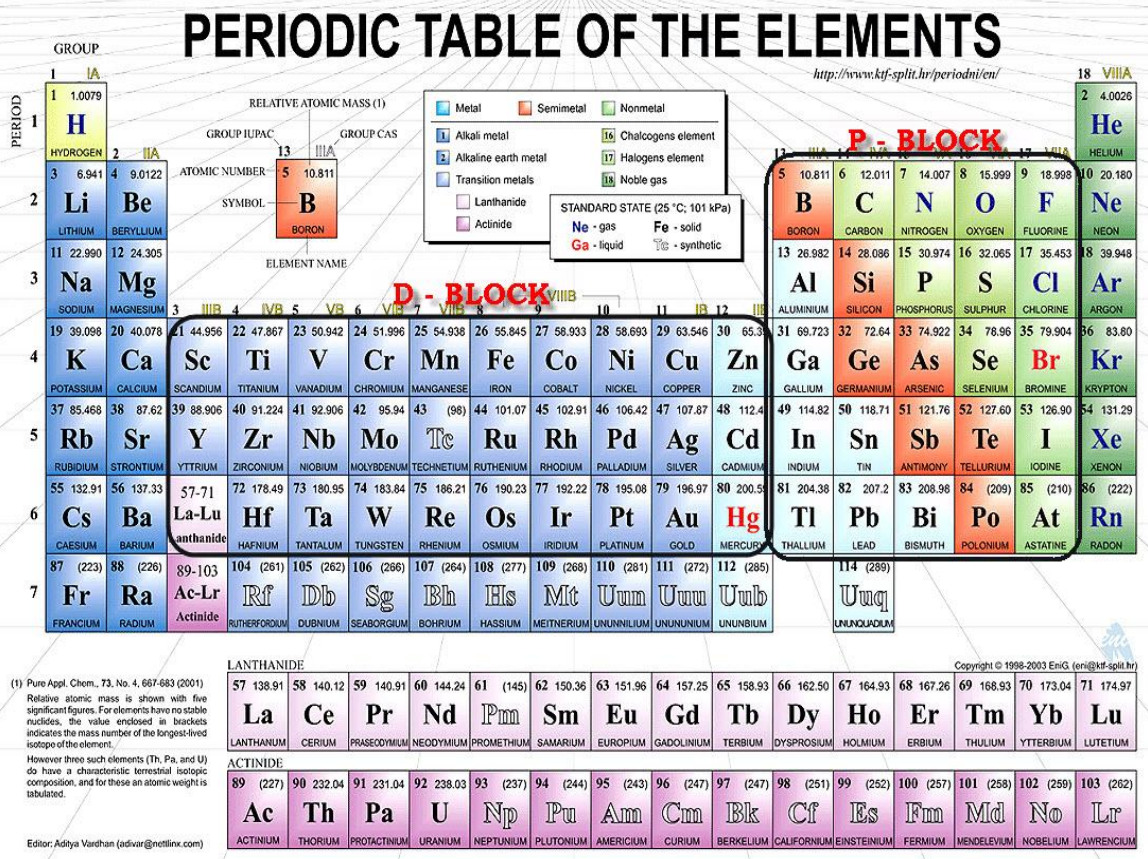 PERIODIC TABLE OF THE ELEMENTS
http://www.ktf-split.hr/periodni/en/
GROUP
PERIOD
1 IA
18 VIIIA
RELATIVE ATOMIC MASS (1)
GROUP IUPAC
GROUP CAS
13 IIIA
ATOMIC NUMBER
5 10.811
SYMBOL
B
BORON
ELEMENT NAME
Metal Semimetal Nonmetal
1 Alkali metal 16 Chalcogens element
2 Alkaline earth metal 17 Halogens element
Transition metals 18 Noble gas
Lanthanide
Actinide
STANDARD STATE (25 °C; 101 kPa)
Ne - gas Fe - solid
Ga - liquid Tc - synthetic
P - BLOCK
D - BLOCK
1
1 1.0079 2 4.0026
H He
HYDROGEN HELIUM
2 IIA 13 IIIA 17 VIIA
2
3 6.941 4 9.0122 5 10.811 6 12.011 7 14.007 8 15.999 9 18.998 10 20.180
Li Be B C N O F Ne
LITHIUM BERYLLIUM BORON CARBON NITROGEN OXYGEN FLUORINE NEON
3
11 22.990 12 24.305 13 26.982 14 28.086 15 30.974 16 32.065 17 35.453 18 39.948
Na Mg Al Si P S Cl Ar
SODIUM MAGNESIUM ALUMINIUM SILICON PHOSPHORUS SULPHUR CHLORINE ARGON
3 IIIB 4 IVB 5 VB 6 VIB 7 VIIB 8 9 VIIIB 10 11 IB 12
4
19 39.098 20 40.078 21 44.956 22 47.867 23 50.942 24 51.996 25 54.938 26 55.845 27 58.933 28 58.693 29 63.546 30 65.3 31 69.723 32 72.64 33 74.922 34 78.96 35 79.904 36 83.80
K Ca Sc Ti V Cr Mn Fe Co Ni Cu Zn Ga Ge As Se Br Kr
POTASSIUM CALCIUM SCANDIUM TITANIUM VANADIUM CHROMIUM MANGANESE IRON COBALT NICKEL COPPER ZINC GALLIUM GERMANIUM ARSENIC SELENIUM BROMINE KRYPTON
5
37 85.468 38 87.62 39 88.906 40 91.224 41 92.906 42 95.94 43 (98) 44 101.07 45 102.91 46 106.42 47 107.87 48 112.4 49 114.82 50 118.71 51 121.76 52 127.60 53 126.90 54 131.29
Rb Sr Y Zr Nb Mo Tc Ru Rh Pd Ag Cd In Sn Sb Te I Xe
RUBIDIUM STRONTIUM YTTRIUM ZIRCONIUM NIOBIUM MOLYBDENUM TECHNETIUM RUTHENIUM RHODIUM PALLADIUM SILVER CADMIUM INDIUM TIN ANTIMONY TELLURIUM IODINE XENON
6
55 132.91 56 137.33 57-71 72 178.49 73 180.95 74 183.84 75 186.21 76 190.23 77 192.22 78 195.08 79 196.97 80 200.5 81 204.38 82 207.2 83 208.98 84 (209) 85 (210) 86 (222)
Cs Ba La-Lu Hf Ta W Re Os Ir Pt Au Hg Tl Pb Bi Po At Rn
CAESIUM BARIUM Lanthanide HAFNIUM TANTALUM TUNGSTEN RHENIUM OSMIUM IRIDIUM PLATINUM GOLD MERCURY THALLIUM LEAD BISMUTH POLONIUM ASTATINE RADON
7
87 (223) 88 (226) 89-103 104 (261) 105 (262) 106 (266) 107 (264) 108 (277) 109 (268) 110 (281) 111 (272) 112 (285) 114 (289)
Fr Ra Ac-Lr Rf Db Sg Bh Hs Mt Uun Uuu Uub Uuq
FRANCIUM RADIUM Actinide RUTHERFORDIUM DUBNIUM SEABORGIUM BOHRIUM HASSIUM MEITNERIUM UNUNNILIUM UNUNUNIUM UNUNBIUM UNUNQUADIUM
Copyright © 1998-2003 EniG. (eni@ktf-split.hr)
LANTHANIDE
57 138.91 58 140.12 59 140.91 60 144.24 61 (145) 62 150.36 63 151.96 64 157.25 65 158.93 66 162.50 67 164.93 68 167.26 69 168.93 70 173.04 71 174.97
La Ce Pr Nd Pm Sm Eu Gd Tb Dy Ho Er Tm Yb Lu
LANTHANUM CERIUM PRASEODYMIUM NEODYMIUM PROMETHIUM SAMARIUM EUROPIUM GADOLINIUM TERBIUM DYSPROSIUM HOLMIUM ERBIUM THULIUM YTTERBIUM LUTETIUM
ACTINIDE
89 (227) 90 232.04 91 231.04 92 238.03 93 (237) 94 (244) 95 (243) 96 (247) 97 (247) 98 (251) 99 (252) 100 (257) 101 (258) 102 (259) 103 (262)
Ac Th Pa U Np Pu Am Cm Bk Cf Es Fm Md No Lr
ACTINIUM THORIUM PROTACTINIUM URANIUM NEPTUNIUM PLUTONIUM AMERICIUM CURIUM BERKELIUM CALIFORNIUM EINSTEINIUM FERMIUM MENDELEVIUM NOBELIUM LAWRENCIUM
(1) Pure Appl. Chem., 73, No. 4, 667-683 (2001)
Relative atomic mass is shown with five
significant figures. For elements have no stable
nuclides, the value enclosed in brackets
indicates the mass number of the longest-lived
isotope of the element.
However three such elements (Th, Pa, and U)
do have a characteristic terrestrial isotopic
composition, and for these an atomic weight is
tabulated.
Editor: Aditya Vardhan (adivar@netlinx.com)